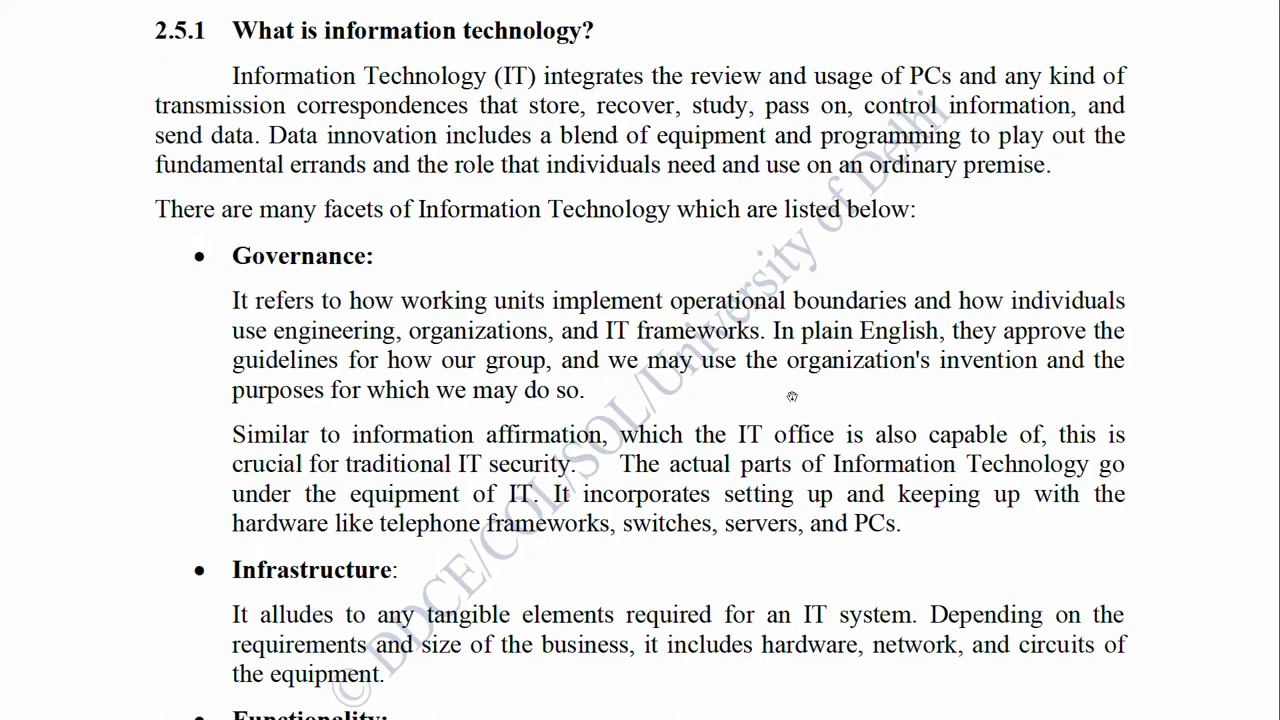 2.5.1 What is information technology?
Information Technology (IT) integrates the review and usage of PCs and any kind of
transmission correspondences that store, recover, study, pass on, control information, and
send data. Data innovation includes a blend of equipment and programming to play out the
fundamental errands and the role that individuals need and use on an ordinary premise.
There are many facets of Information Technology which are listed below:
• Governance:
It refers to how working units implement operational boundaries and how individuals
use engineering, organizations, and IT frameworks. In plain English, they approve the
guidelines for how our group, and we may use the organization's invention and the
purposes for which we may do so.
Similar to information affirmation, which the IT office is also capable of, this is
crucial for traditional IT security. The actual parts of Information Technology go
under the equipment of IT. It incorporates setting up and keeping up with the
hardware like telephone frameworks, switches, servers, and PCs.
• Infrastructure:
It alludes to any tangible elements required for an IT system. Depending on the
requirements and size of the business, it includes hardware, network, and circuits of
the equipment.
• Functionality:
© DDCE/COL/SOL/University of Delhi